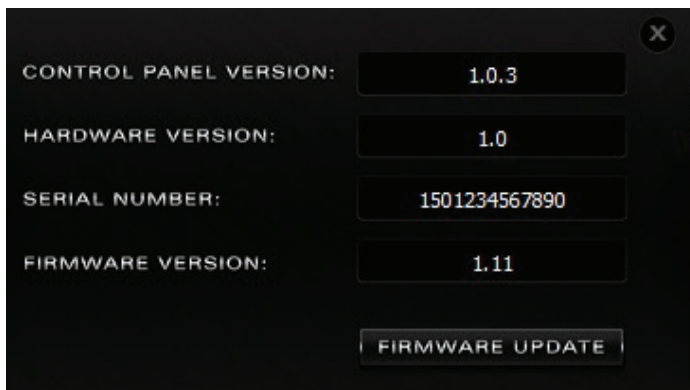 X
CONTROL PANEL VERSION: 1.0.3
HARDWARE VERSION: 1.0
SERIAL NUMBER: 1501234567890
FIRMWARE VERSION: 1.11
FIRMWARE UPDATE